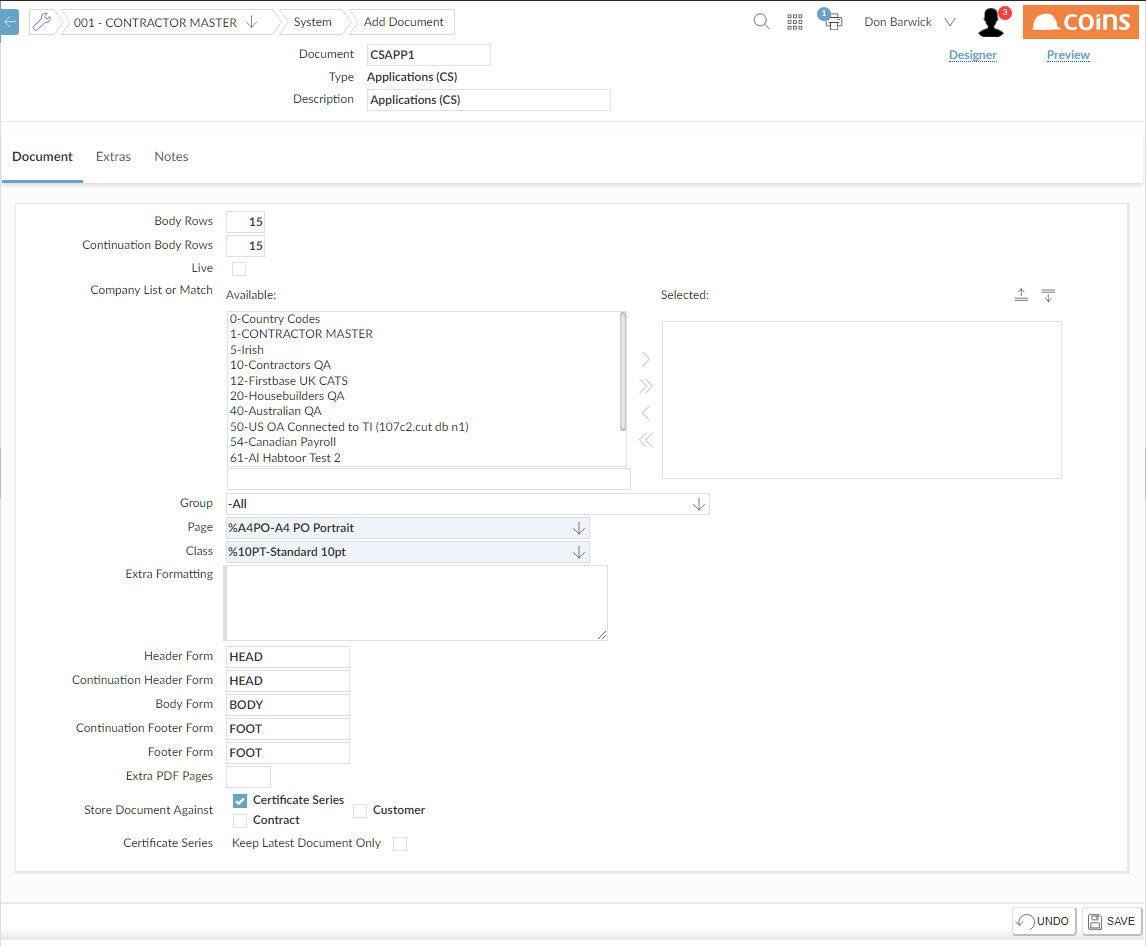 001 - CONTRACTOR MASTER System Add Document 1 Don Barwick 3 coins
Document CSAPP1 Designer Preview
Type Applications (CS)
Description Applications (CS)
Document Extras Notes
Body Rows 15
Continuation Body Rows 15
Live
Company List or Match Available: Selected:
0-Country Codes
1-CONTRACTOR MASTER
5-Irish
10-Contractors QA
12-Firstbase UK CATS
20-Housebuilders QA
40-Australian QA
50-US OA Connected to TI (107c2.cut db n1)
54-Canadian Payroll
61-Al Habtoor Test 2
Group -All
Page %A4PO-A4 PO Portrait
Class %10PT-Standard 10pt
Extra Formatting
Header Form HEAD
Continuation Header Form HEAD
Body Form BODY
Continuation Footer Form FOOT
Footer Form FOOT
Extra PDF Pages
Store Document Against Certificate Series Customer
Contract
Certificate Series Keep Latest Document Only
UNDO SAVE